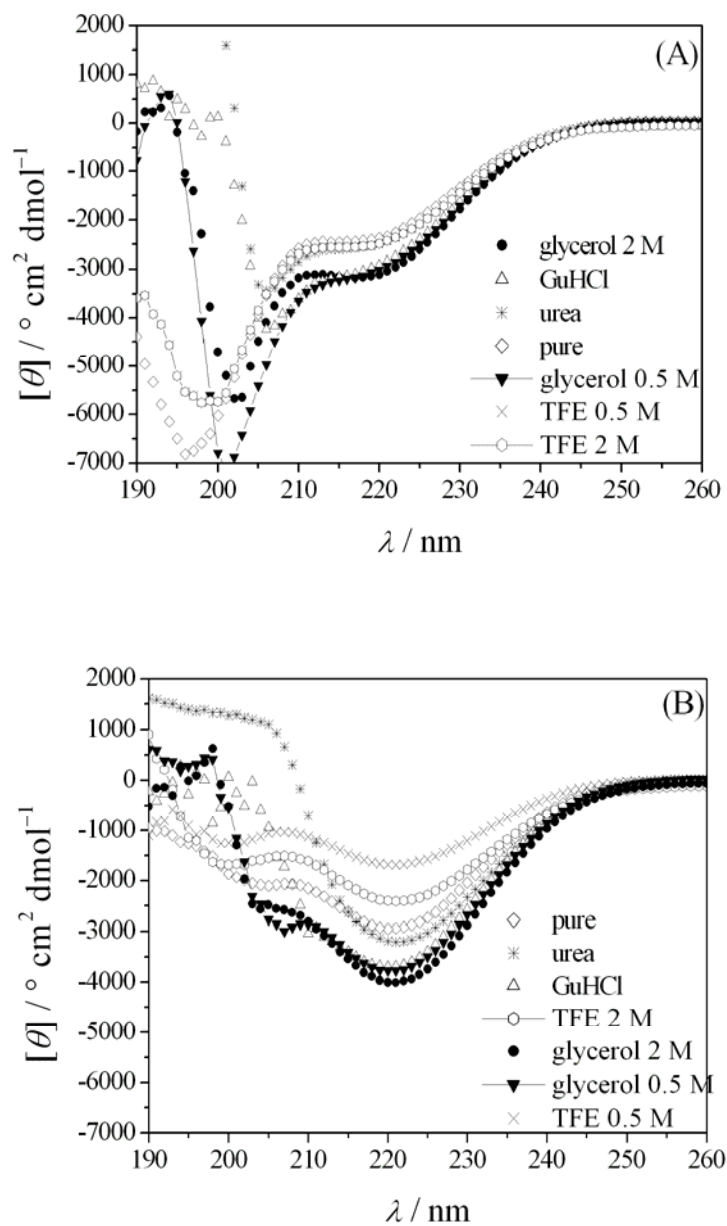 (A)
2000
1000
0
-1000
-2000
-3000
-4000
-5000
-6000
-7000
[θ] / ° cm² dmol⁻¹
glycerol 2 M
GuHCl
urea
pure
glycerol 0.5 M
TFE 0.5 M
TFE 2 M
190 200 210 220 230 240 250 260
λ / nm
(B)
2000
1000
0
-1000
-2000
-3000
-4000
-5000
-6000
-7000
[θ] / ° cm² dmol⁻¹
pure
urea
GuHCl
TFE 2 M
glycerol 2 M
glycerol 0.5 M
TFE 0.5 M
190 200 210 220 230 240 250 260
λ / nm